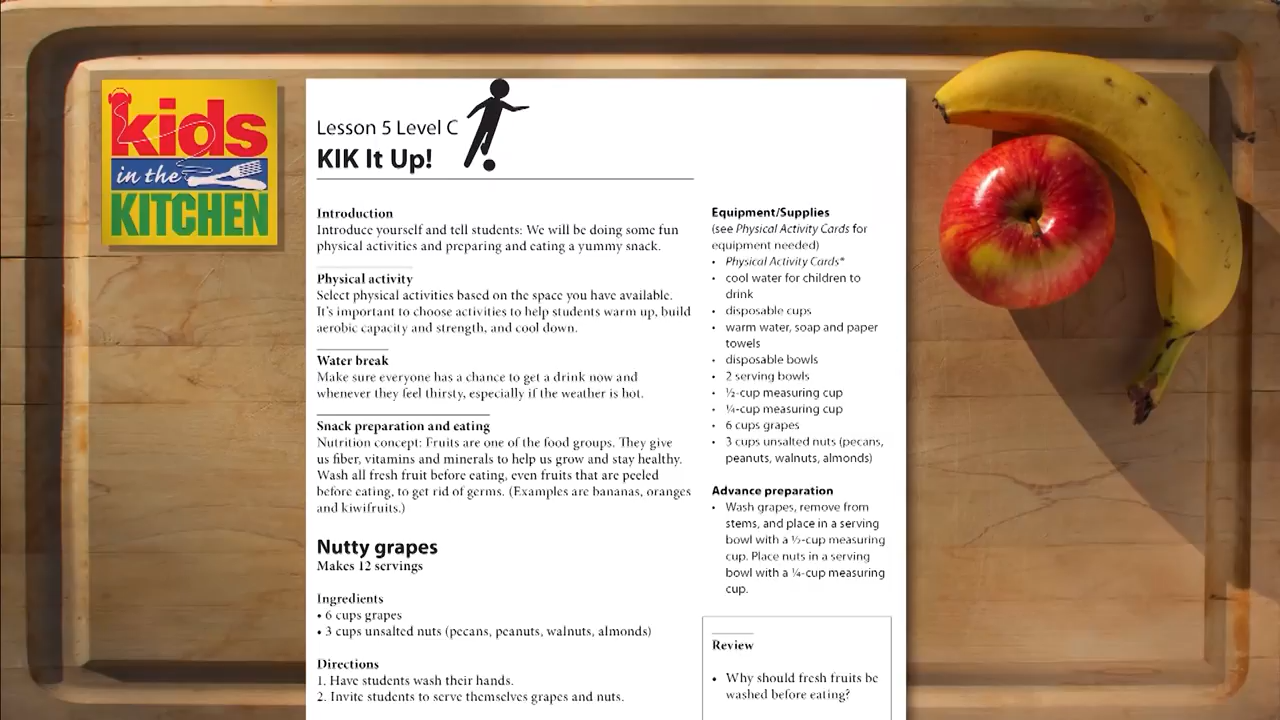 kids
in the
KITCHEN
Lesson 5 Level C
KIK It Up!
Introduction
Introduce yourself and tell students: We will be doing some fun
physical activities and preparing and eating a yummy snack.
Physical activity
Select physical activities based on the space you have available.
It's important to choose activities to help students warm up, build
aerobic capacity and strength, and cool down.
Water break
Make sure everyone has a chance to get a drink now and
whenever they feel thirsty, especially if the weather is hot.
Snack preparation and eating
Nutrition concept: Fruits are one of the food groups. They give
us fiber, vitamins and minerals to help us grow and stay healthy.
Wash all fresh fruit before eating, even fruits that are peeled
before eating, to get rid of germs. (Examples are bananas, oranges
and kiwifruits.)
Nutty grapes
Makes 12 servings
Ingredients
• 6 cups grapes
• 3 cups unsalted nuts (pecans, peanuts, walnuts, almonds)
Directions
1. Have students wash their hands.
2. Invite students to serve themselves grapes and nuts.
Equipment/Supplies
(see Physical Activity Cards for
equipment needed)
• Physical Activity Cards*
• cool water for children to
drink
• disposable cups
• warm water, soap and paper
towels
• disposable bowls
• 2 serving bowls
• ½-cup measuring cup
• ¼-cup measuring cup
• 6 cups grapes
• 3 cups unsalted nuts (pecans,
peanuts, walnuts, almonds)
Advance preparation
• Wash grapes, remove from
stems, and place in a serving
bowl with a ½-cup measuring
cup. Place nuts in a serving
bowl with a ¼-cup measuring
cup.
Review
• Why should fresh fruits be
washed before eating?